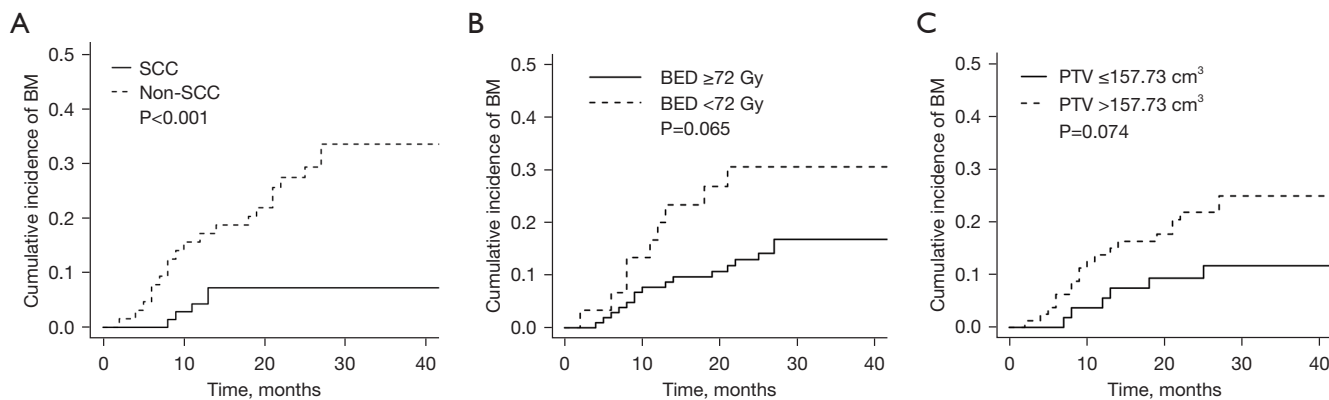 A
Cumulative incidence of BM
0.5
0.4
0.3
0.2
0.1
0.0
SCC
Non-SCC
P<0.001
0 10 20 30 40
Time, months
B
Cumulative incidence of BM
0.5
0.4
0.3
0.2
0.1
0.0
BED ≥72 Gy
BED <72 Gy
P=0.065
0 10 20 30 40
Time, months
C
Cumulative incidence of BM
0.5
0.4
0.3
0.2
0.1
0.0
PTV ≤157.73 cm³
PTV >157.73 cm³
P=0.074
0 10 20 30 40
Time, months